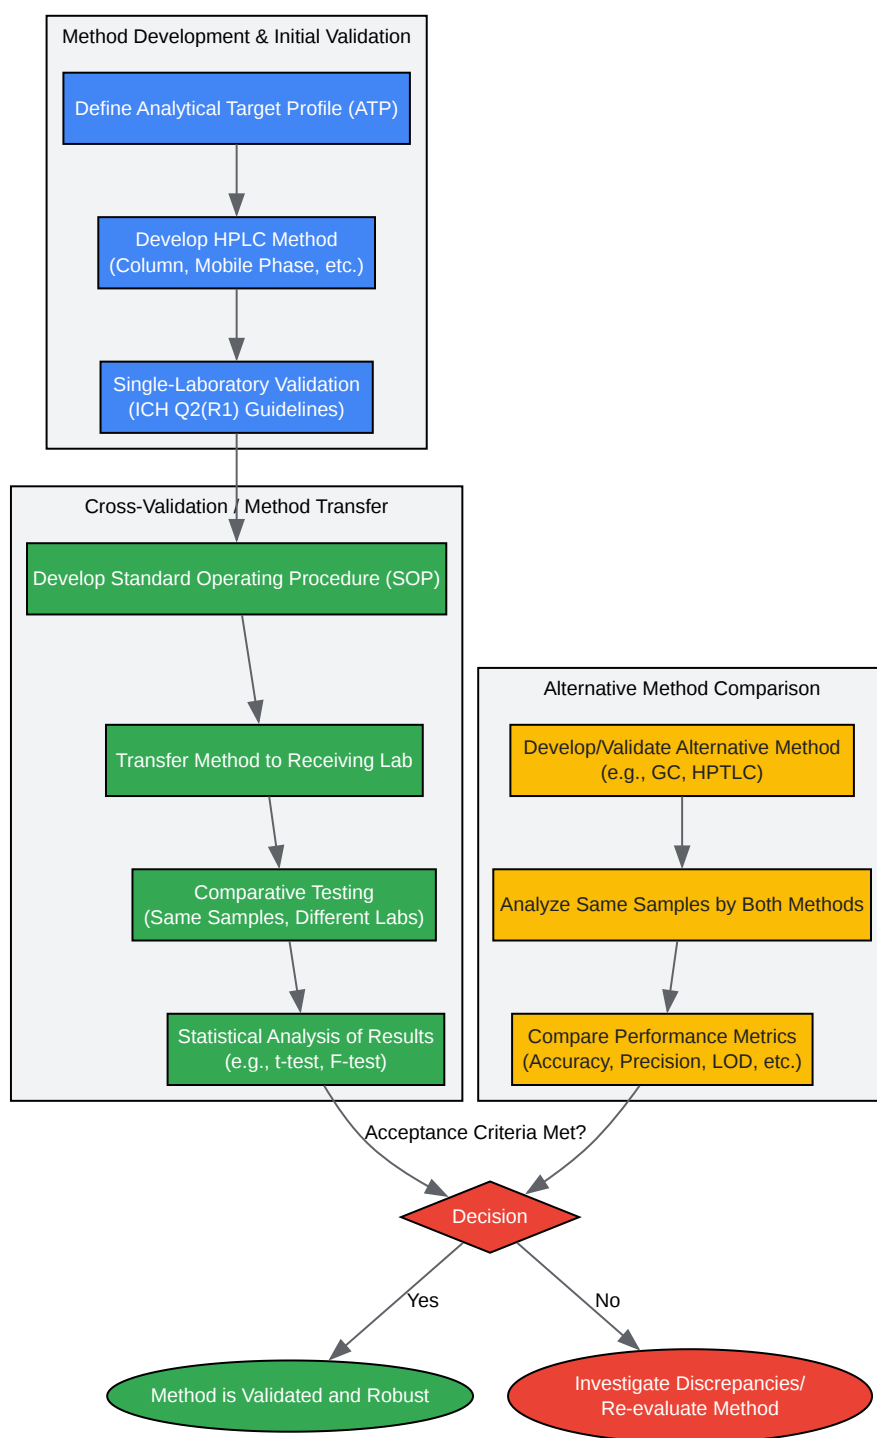 Method Development & Initial Validation
Define Analytical Target Profile (ATP)
Develop HPLC Method
(Column, Mobile Phase, etc.)
Single-Laboratory Validation
(ICH Q2(R1) Guidelines)
Cross-Validation / Method Transfer
Develop Standard Operating Procedure (SOP)
Transfer Method to Receiving Lab
Comparative Testing
(Same Samples, Different Labs)
Statistical Analysis of Results
(e.g., t-test, F-test)
Alternative Method Comparison
Develop/Validate Alternative Method
(e.g., GC, HPTLC)
Analyze Same Samples by Both Methods
Compare Performance Metrics
(Accuracy, Precision, LOD, etc.)
Acceptance Criteria Met?
Decision
Yes
No
Method is Validated and Robust
Investigate Discrepancies/
Re-evaluate Method